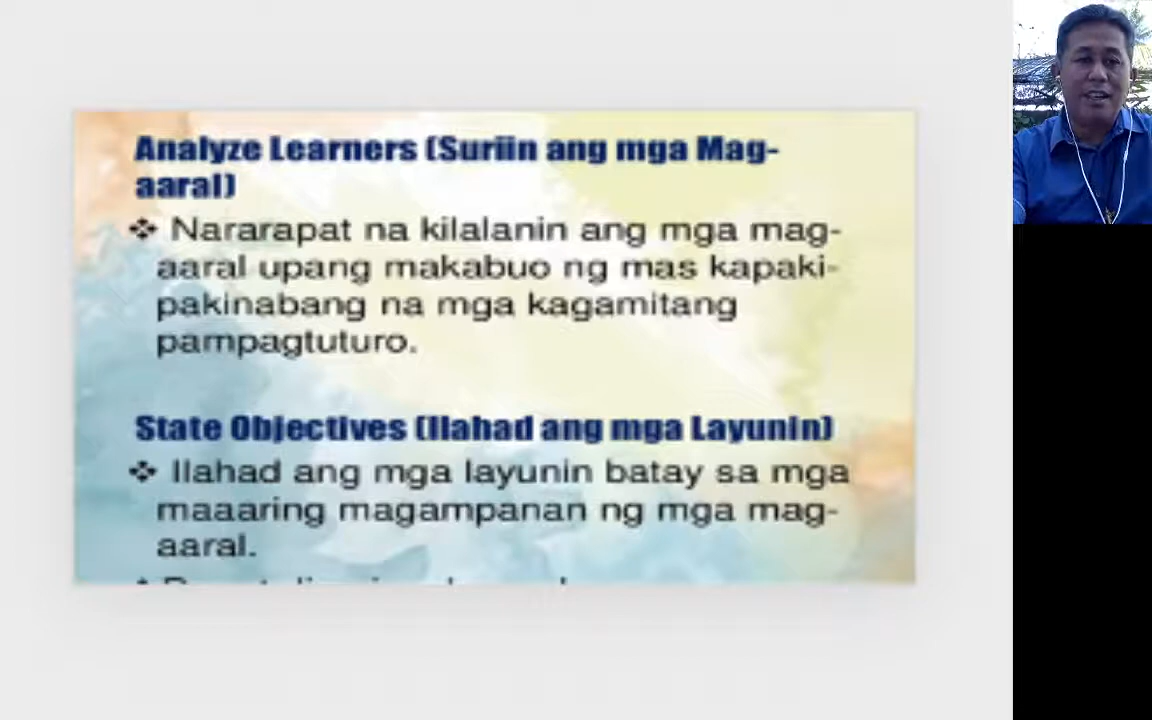 Analyze Learners (Suriin ang mga Mag-
aaral)
❖ Nararapat na kilalanin ang mga mag-
aaral upang makabuo ng mas kapaki-
pakinabang na mga kagamitang
pampagtuturo.
State Objectives (Ilahad ang mga Layunin)
❖ Ilahad ang mga layunin batay sa mga
maaaring magampanan ng mga mag-
aaral.